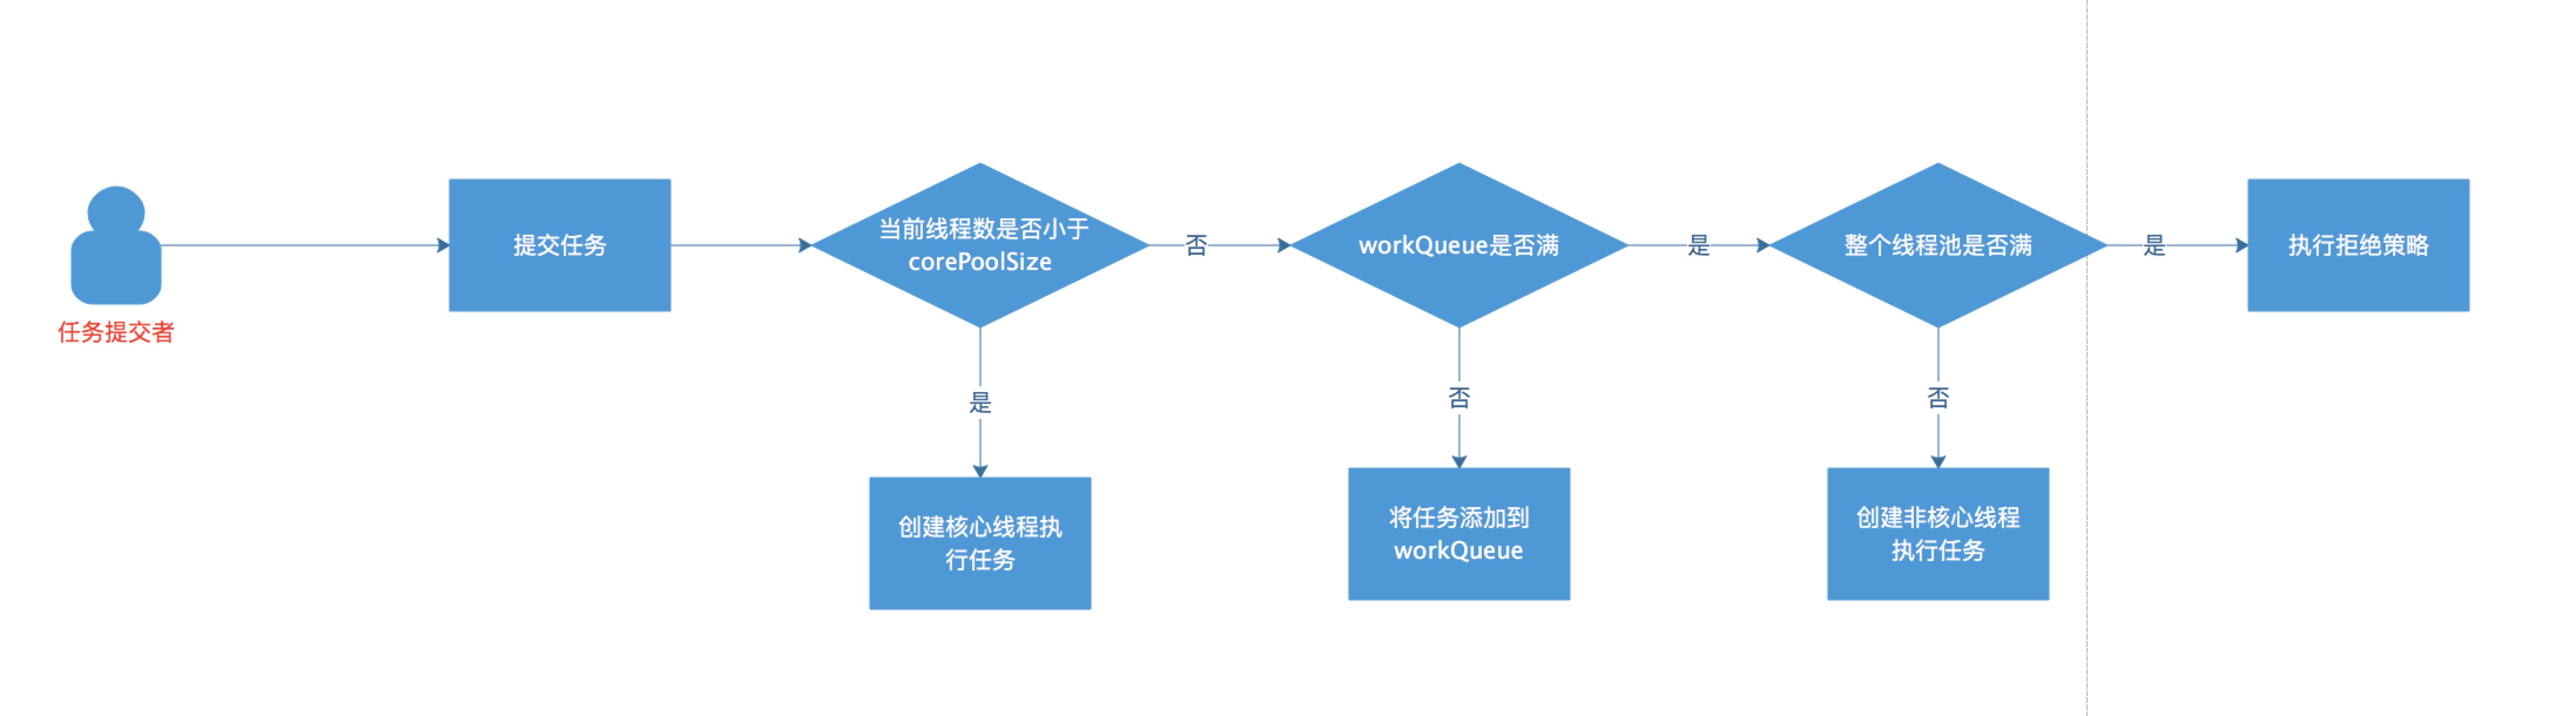 任务提交者
提交任务
当前线程数是否小于
corePoolSize
否
workQueue是否满
是
整个线程池是否满
是
执行拒绝策略
是
否
否
创建核心线程执
行任务
将任务添加到
workQueue
创建非核心线程
执行任务